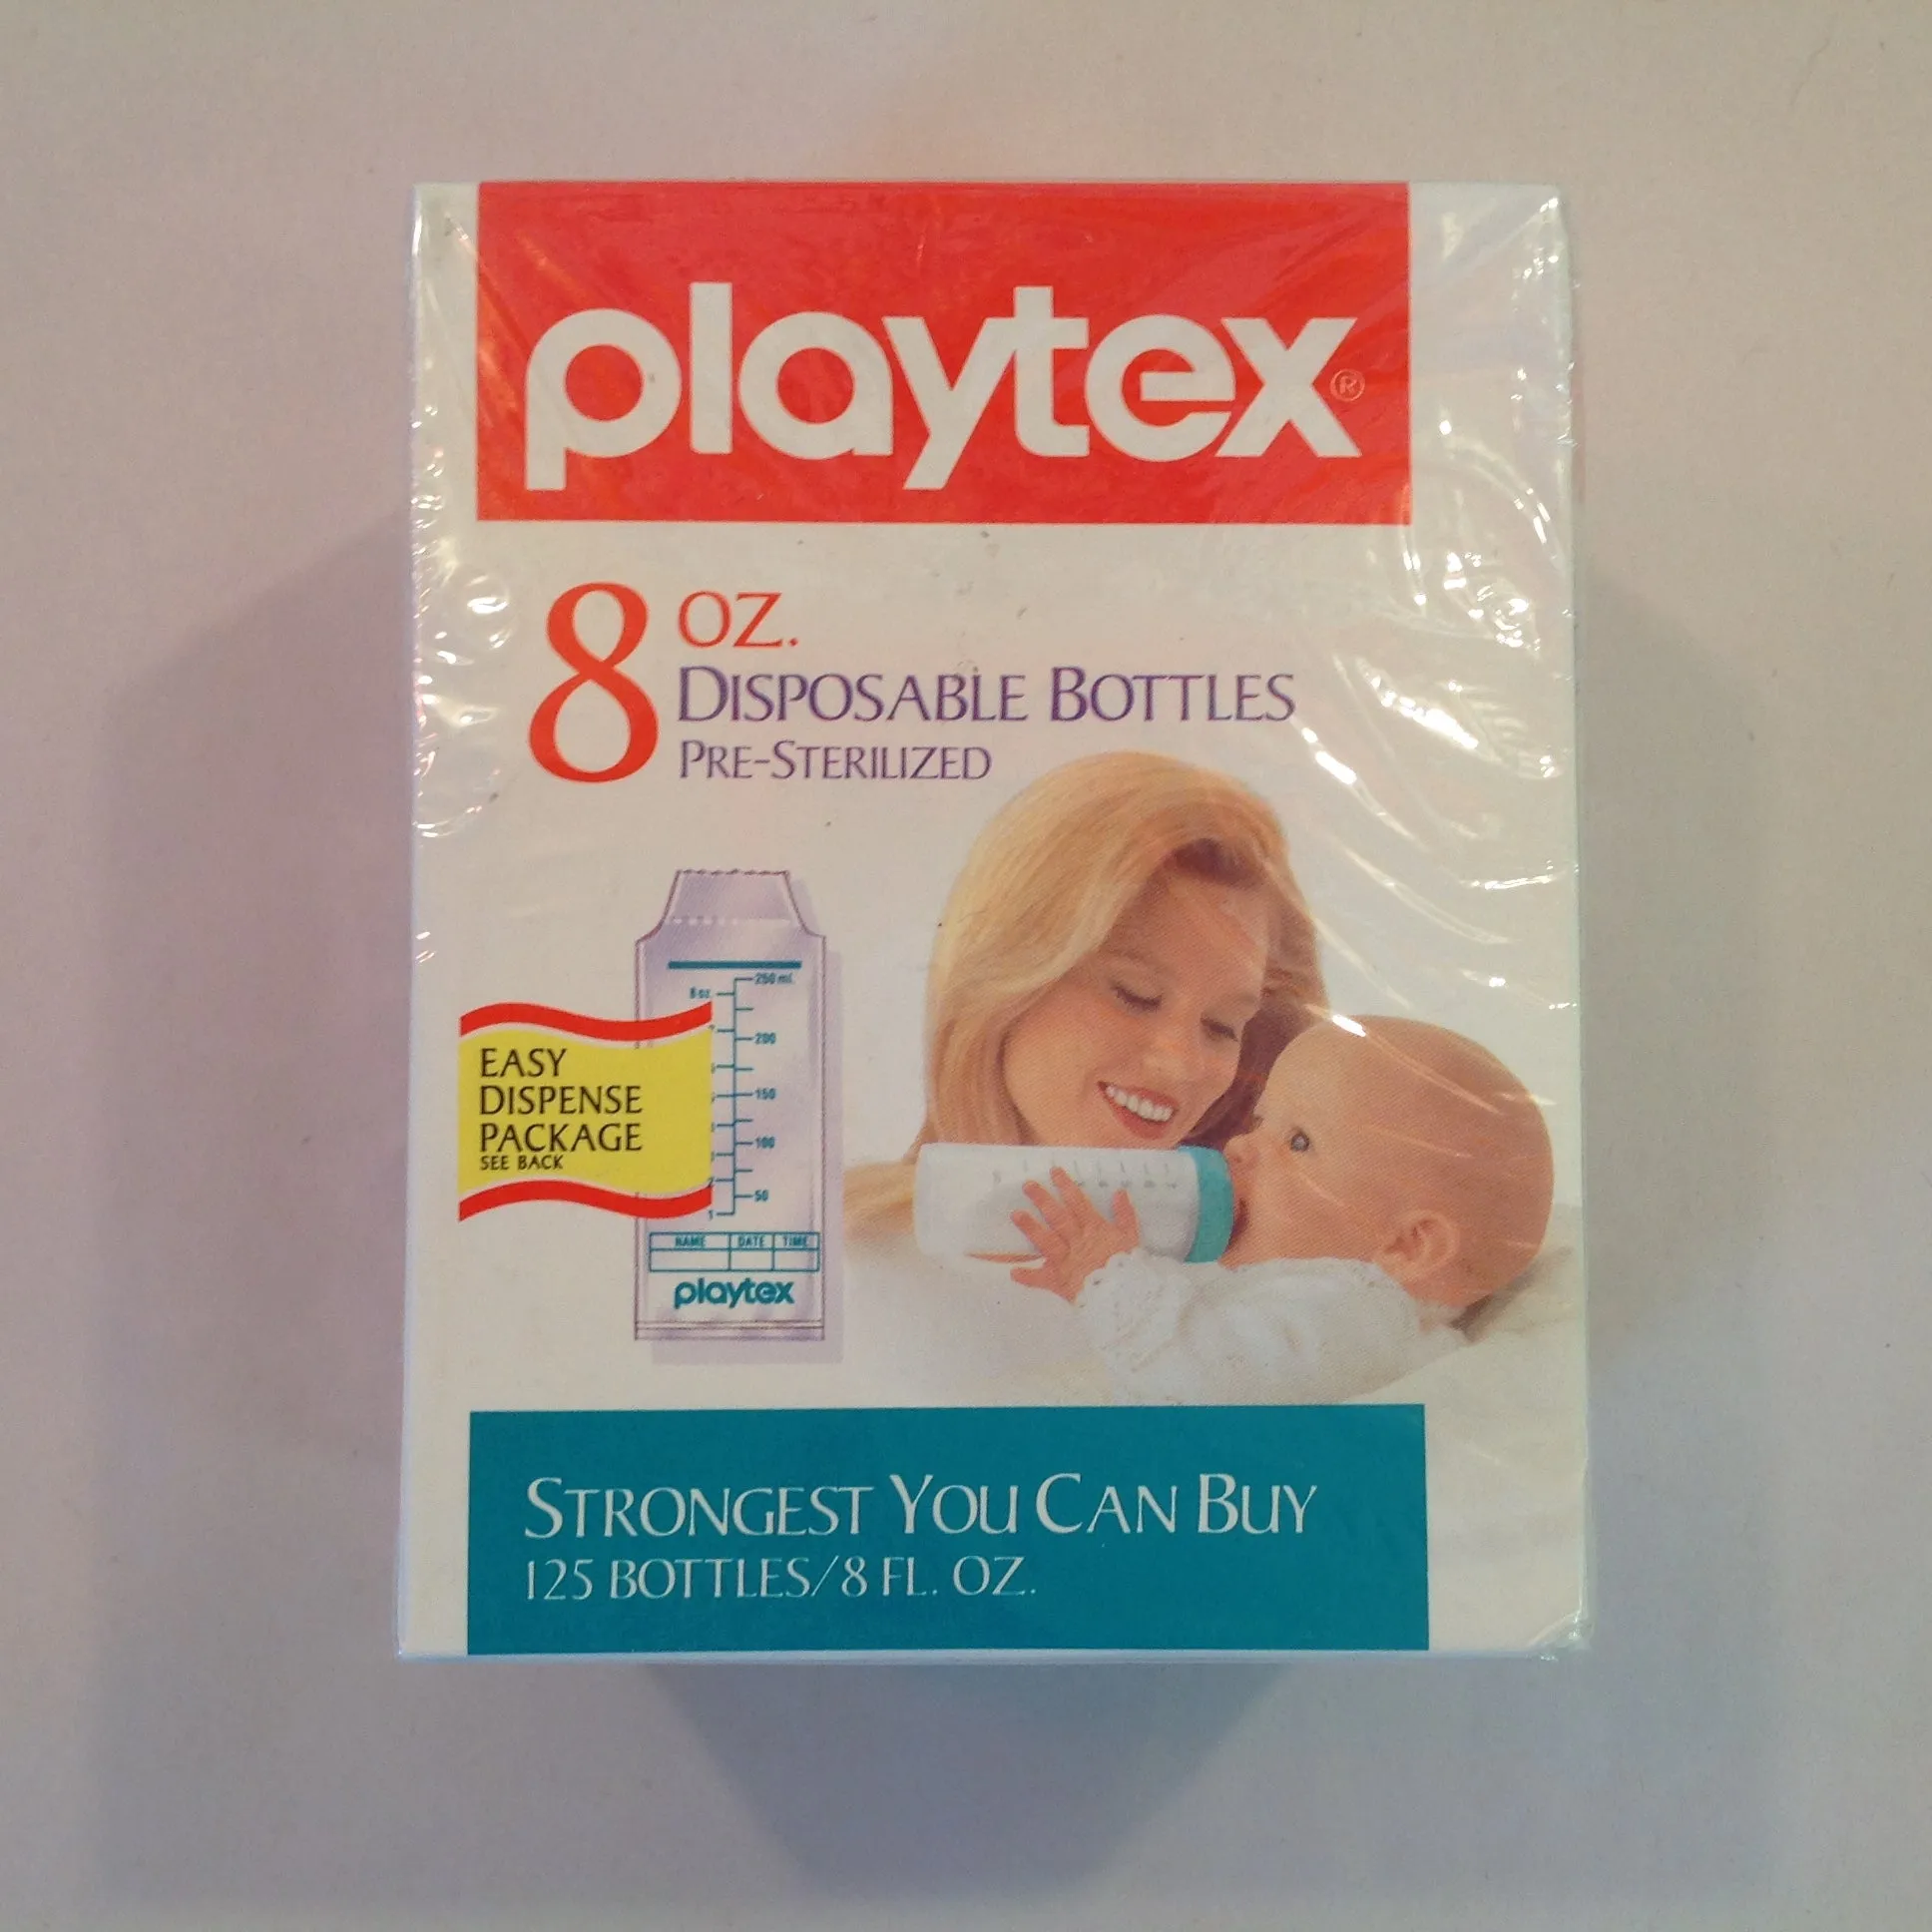 playtex®
8 OZ.
DISPOSABLE BOTTLES
PRE-STERILIZED
250 ml.
8 oz.
200
150
100
50
1
EASY
DISPENSE
PACKAGE
SEE BACK
NAME DATE TIME
playtex
STRONGEST YOU CAN BUY
125 BOTTLES/8 FL. OZ.